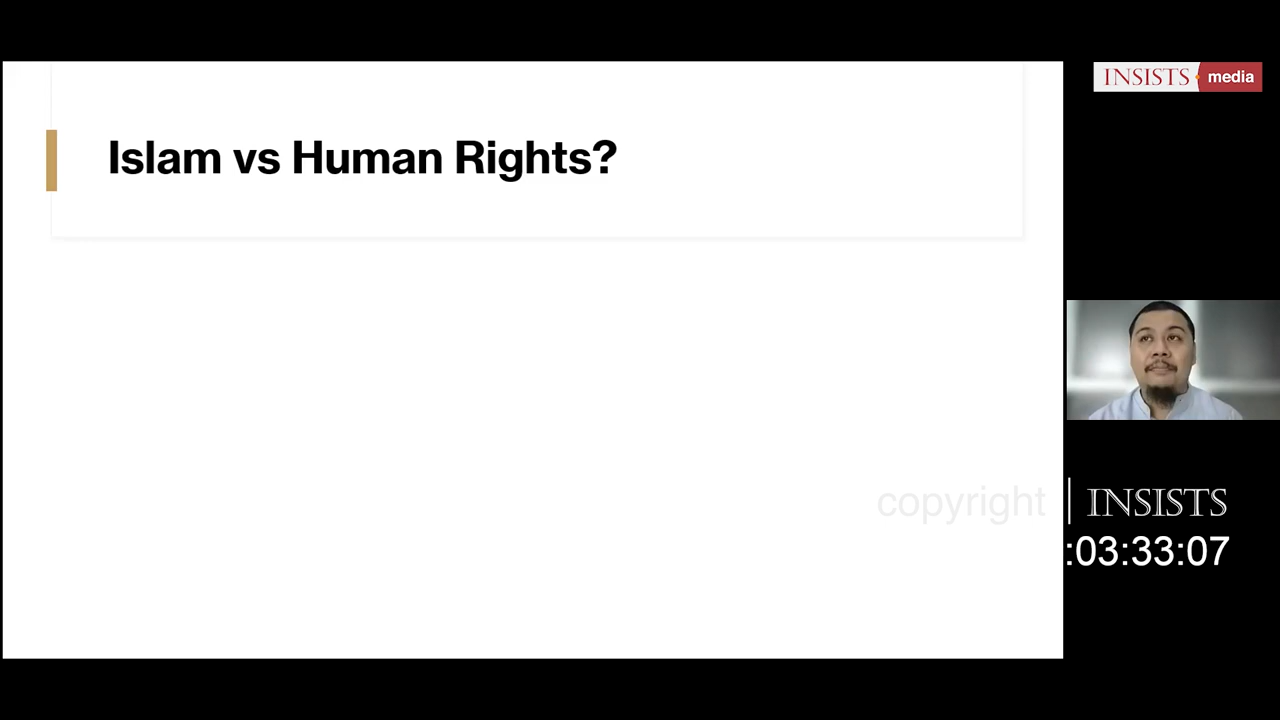 Islam vs Human Rights?
INSISTS media
copyright
INSISTS
:03:33:07